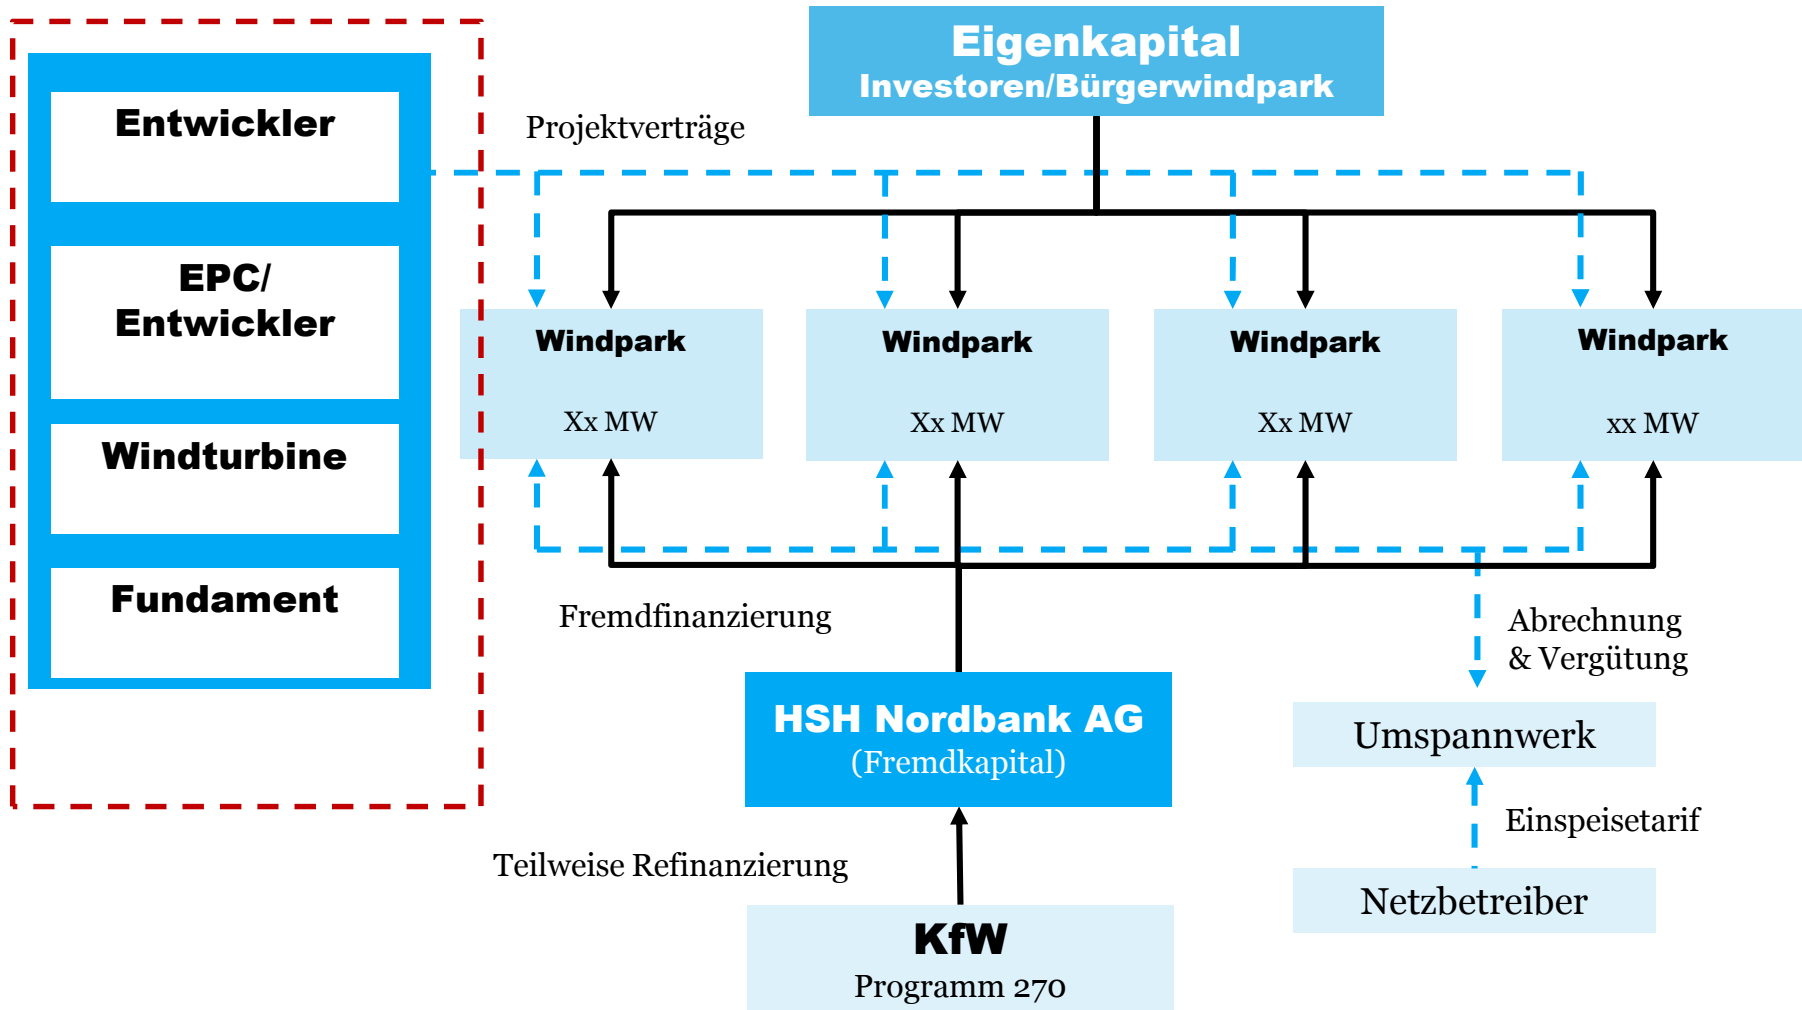 Eigenkapital
Investoren/Bürgerwindpark
Entwickler
EPC/
Entwickler
Windturbine
Fundament
Projektverträge
Windpark
Xx MW
Windpark
Xx MW
Windpark
Xx MW
Windpark
xx MW
Fremdfinanzierung
Abrechnung
& Vergütung
HSH Nordbank AG
(Fremdkapital)
Umspannwerk
Einspeisetarif
Teilweise Refinanzierung
Netzbetreiber
KfW
Programm 270